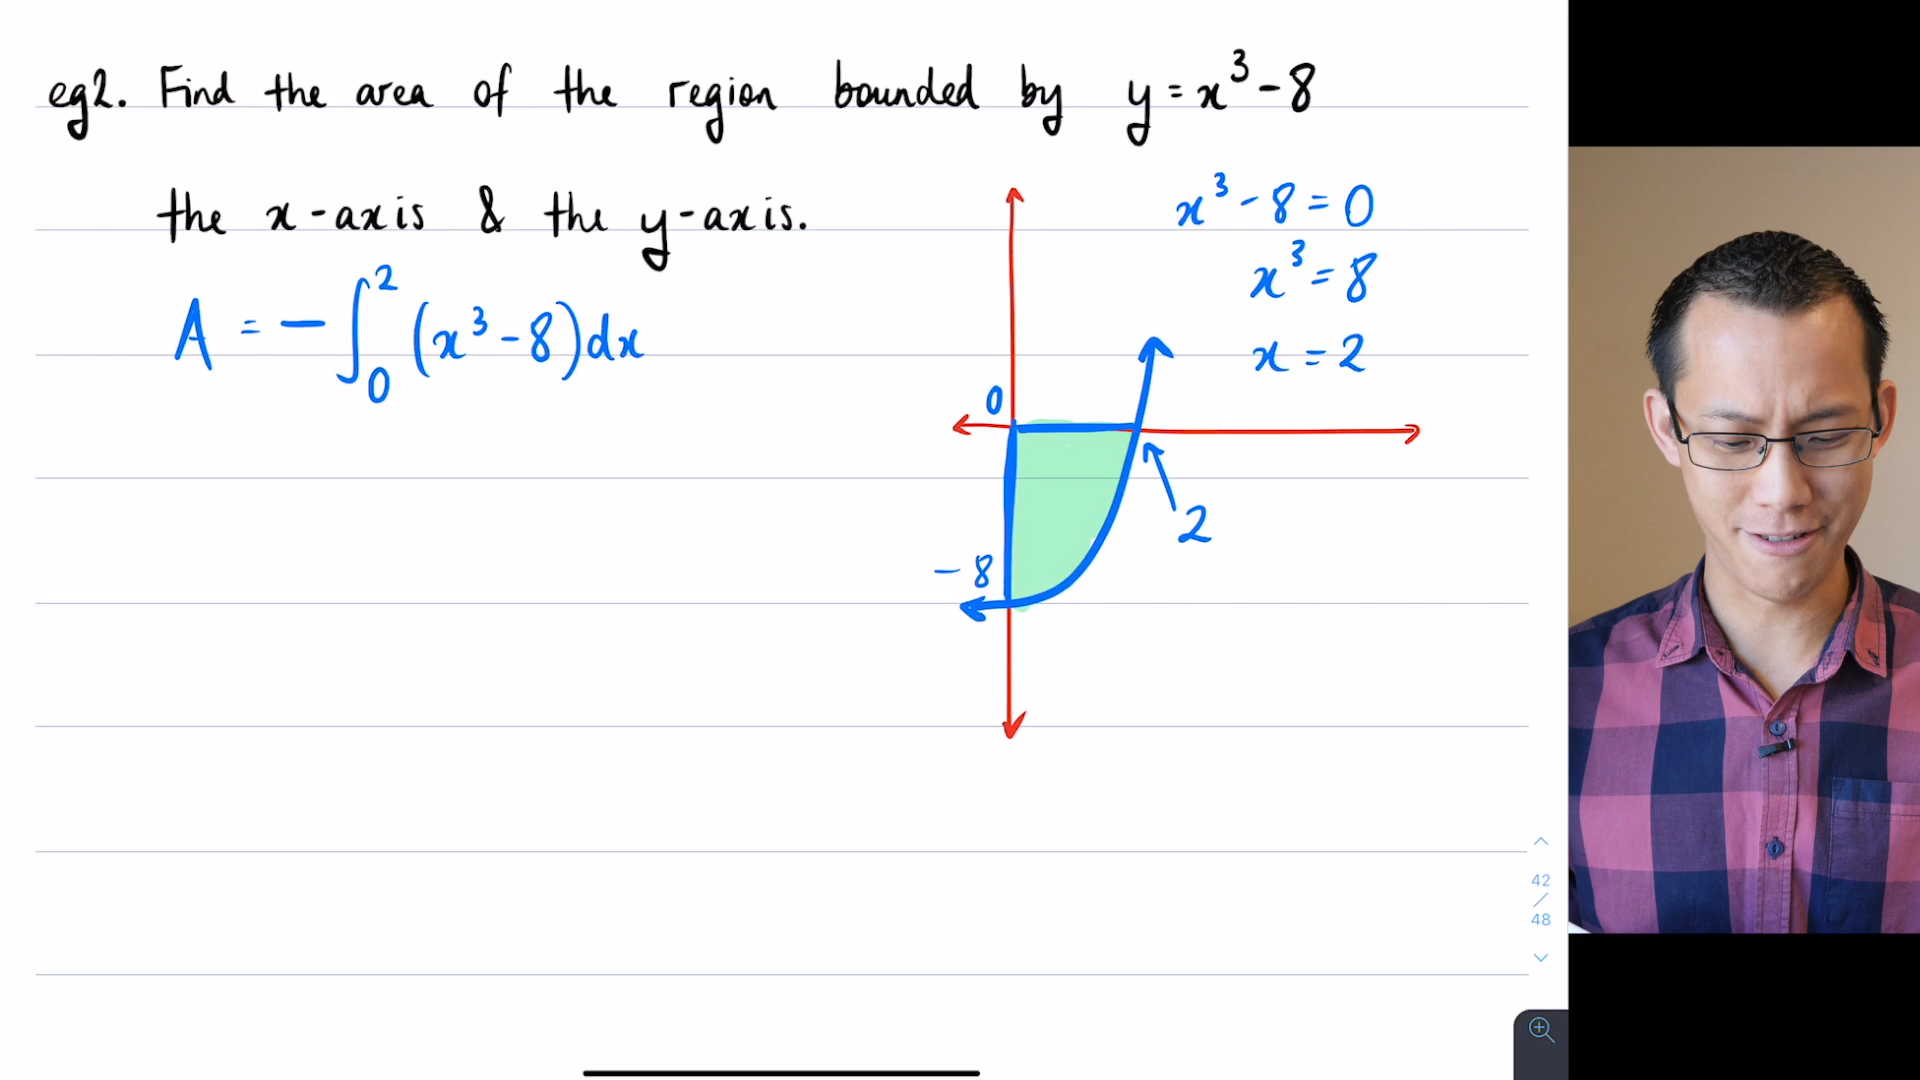 eg2. Find the area of the region bounded by y = x³ - 8
the x-axis & the y-axis.
A = - ∫₀² (x³ - 8) dx
x³ - 8 = 0
x³ = 8
x = 2
0
2
- 8
42
/
48